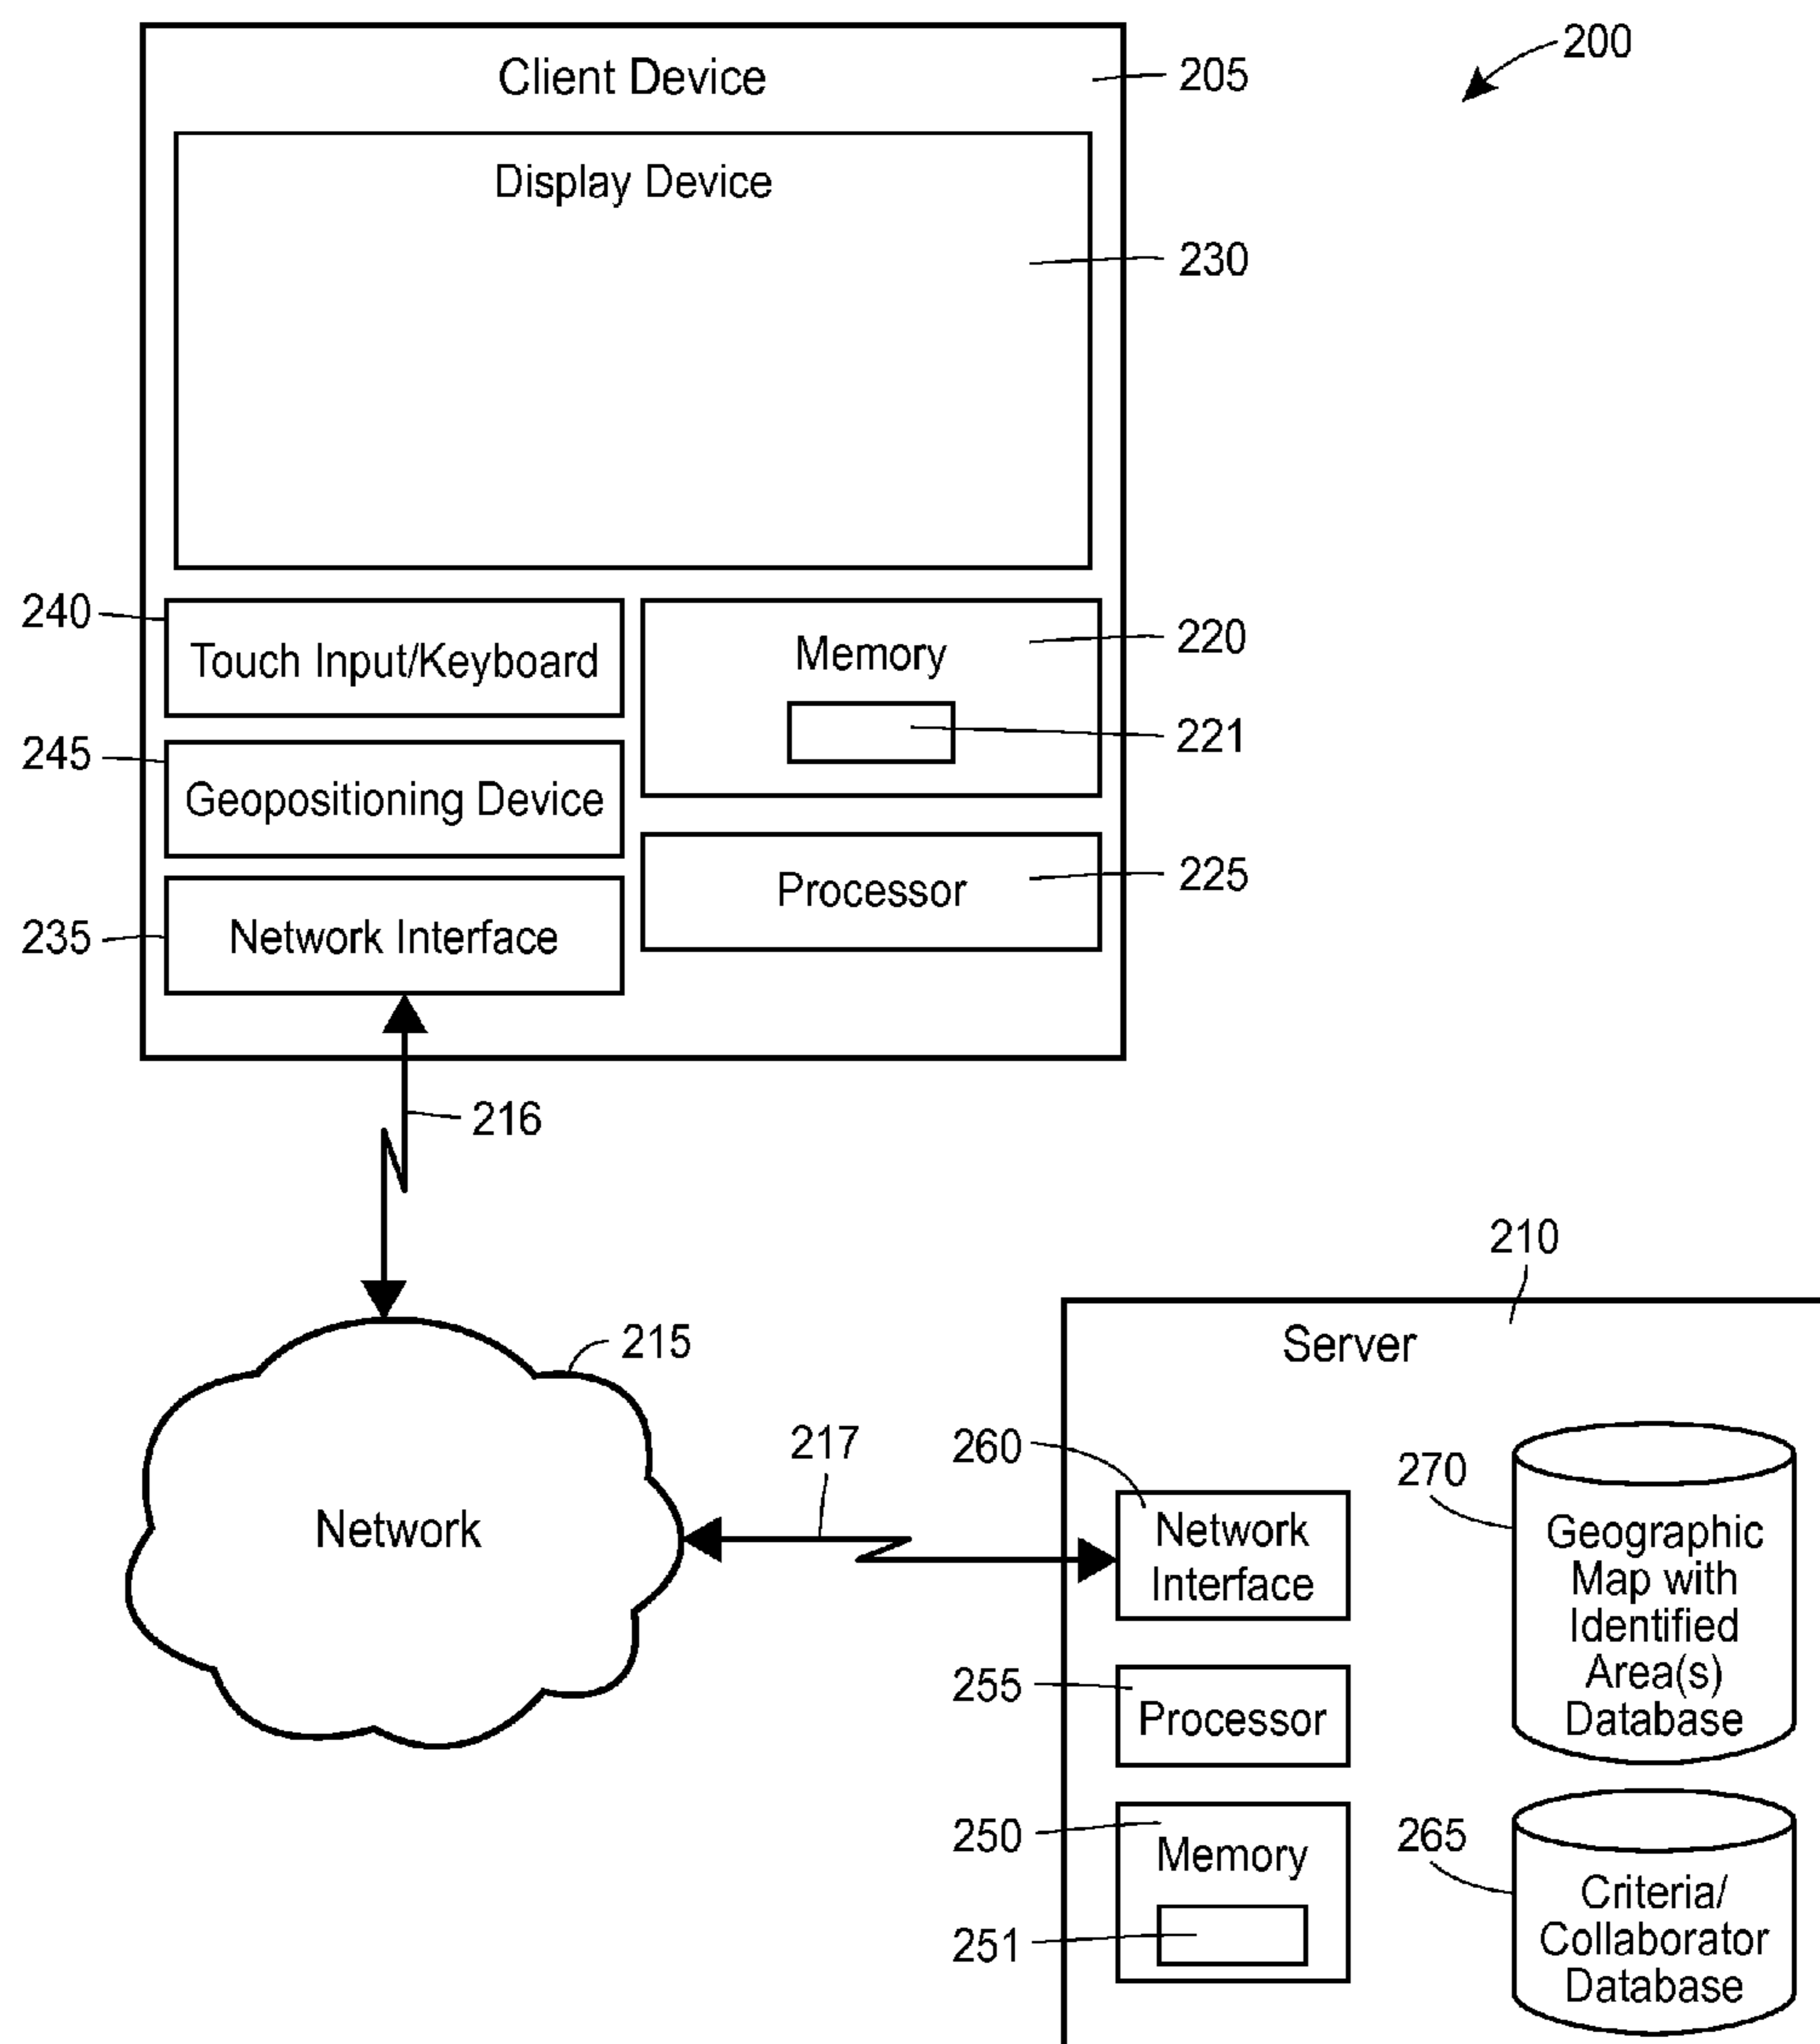 200
Client Device
205
Display Device
230
240
Touch Input/Keyboard
Memory
220
221
245
Geopositioning Device
Processor
225
235
Network Interface
216
215
Network
217
210
Server
260
Network
Interface
270
Geographic
Map with
Identified
Area(s)
Database
255
Processor
250
Memory
251
265
Criteria/
Collaborator
Database